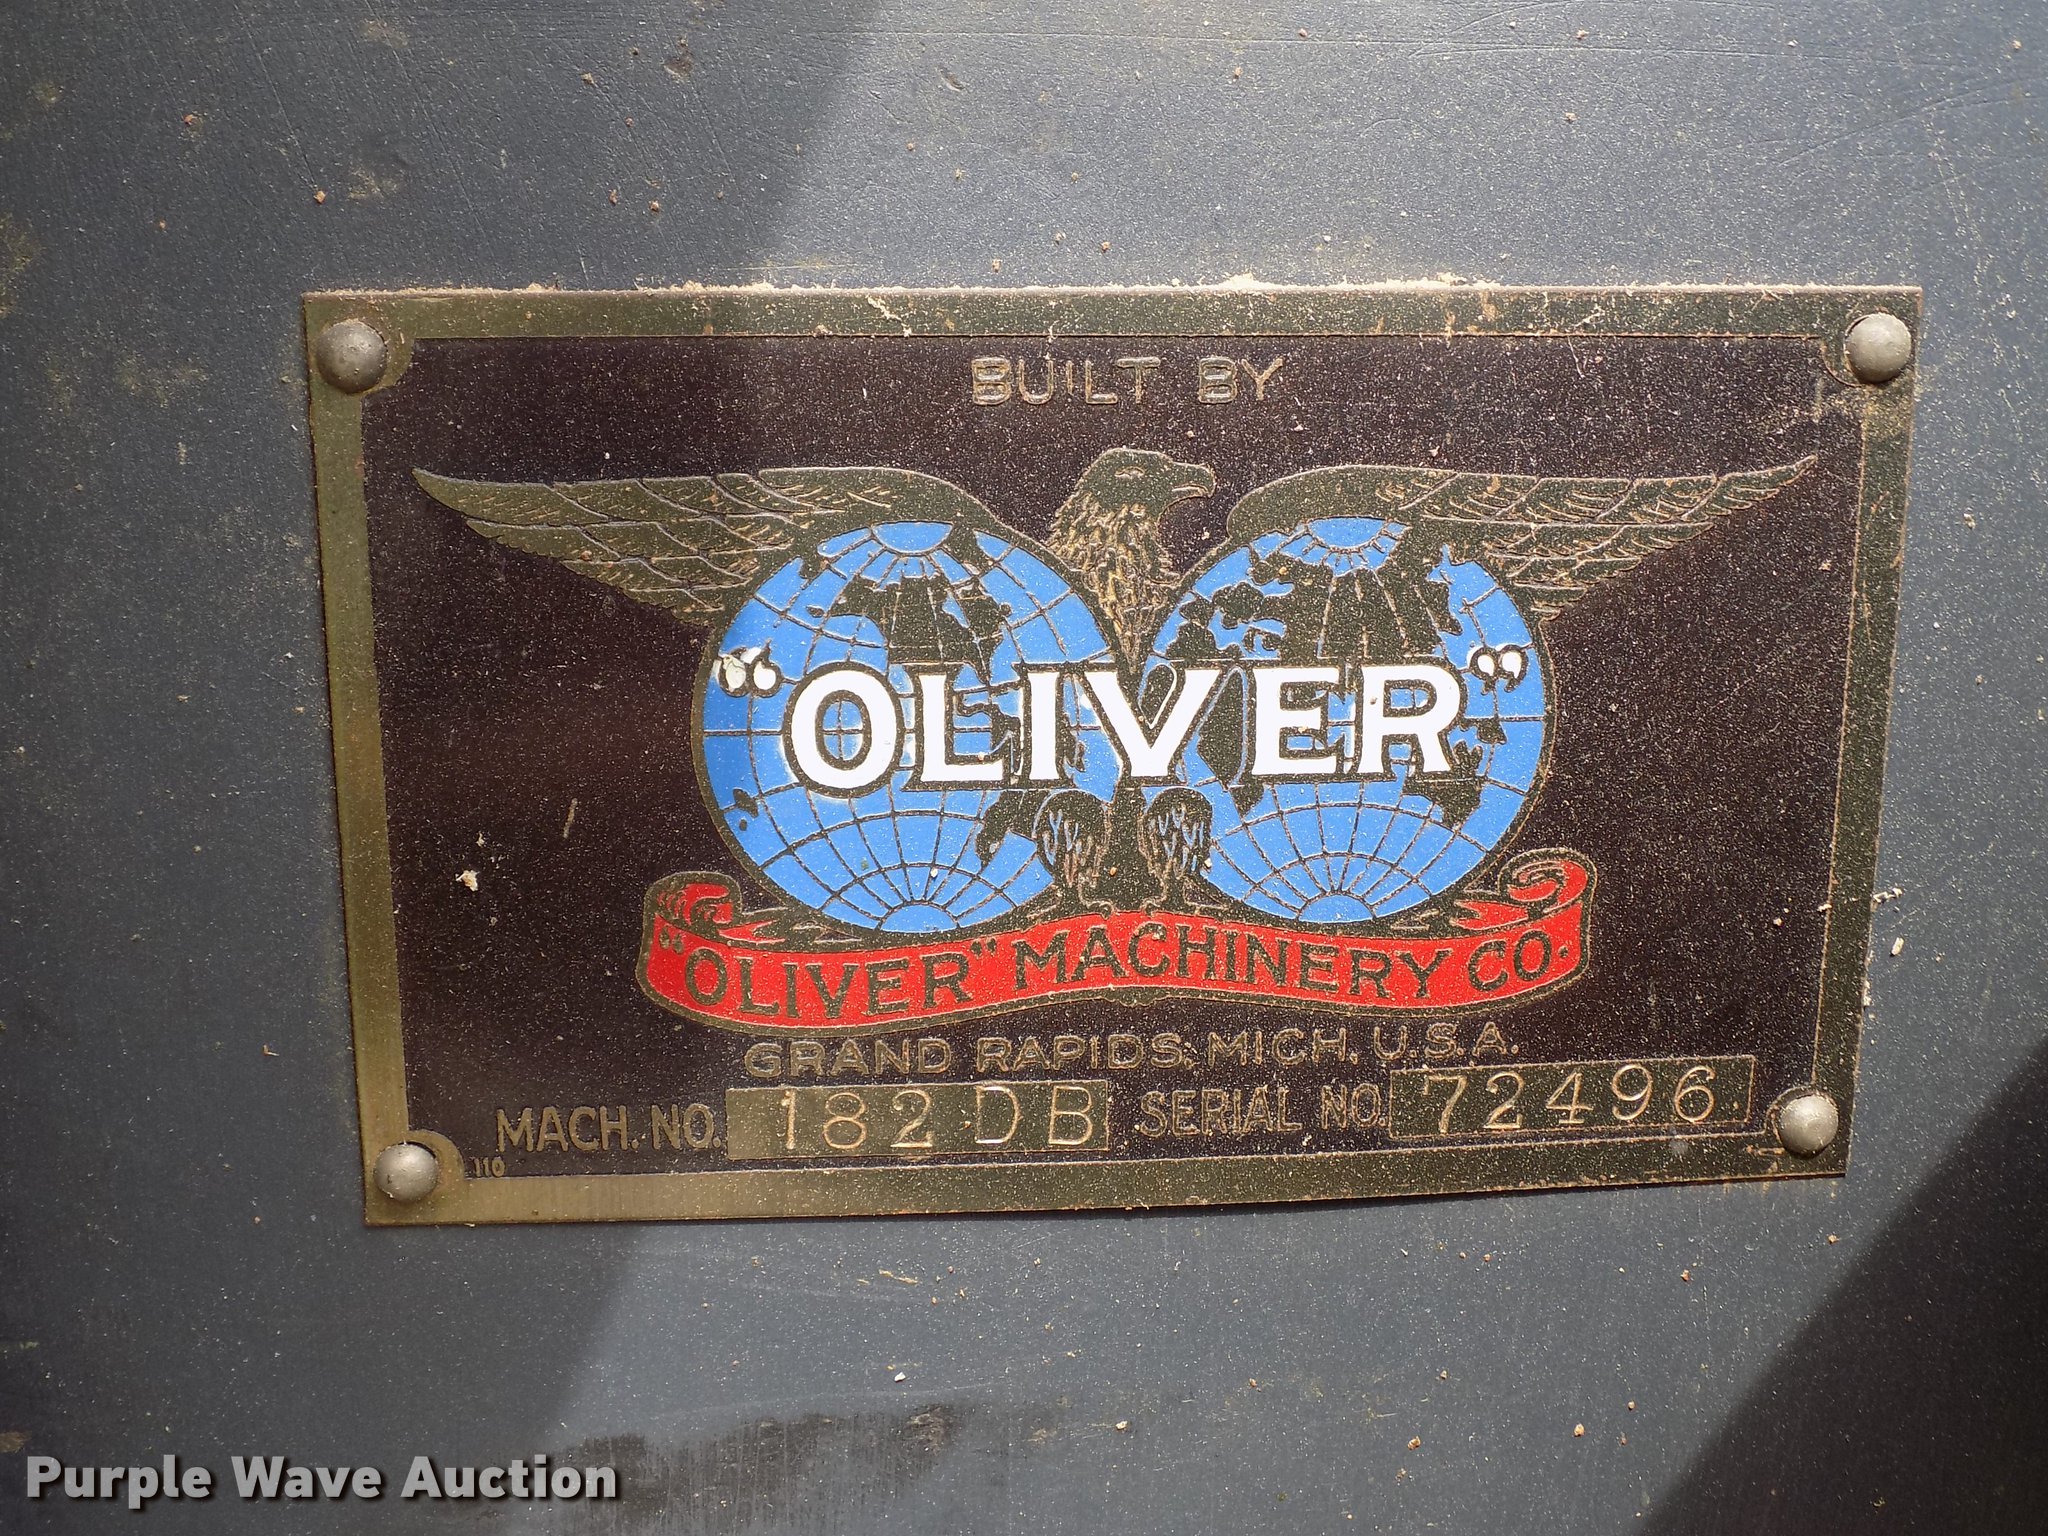 BUILT BY
"OLIVER"
"OLIVER" MACHINERY CO.
GRAND RAPIDS, MICH. U.S.A.
MACH. NO. 182 DB SERIAL NO. 72496
110
Purple Wave Auction